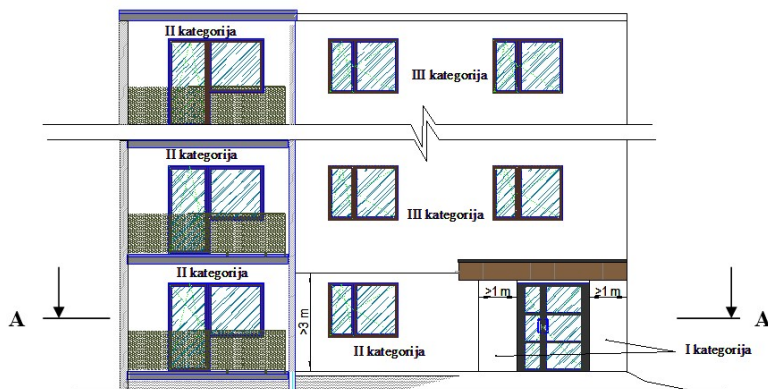 II kategorija
III kategorija
II kategorija
III kategorija
II kategorija
>1 m
>1 m
>3 m
A
A
II kategorija
I kategorija